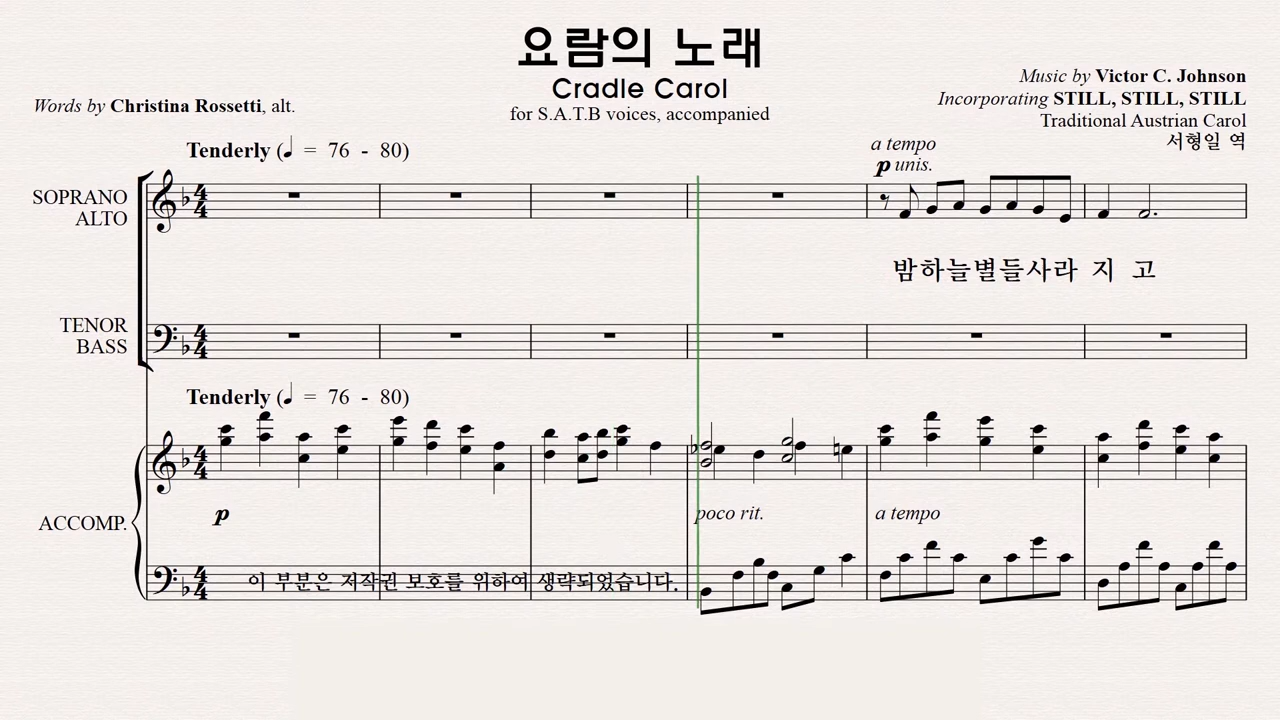 요람의 노래
Cradle Carol
for S.A.T.B voices, accompanied
Words by Christina Rossetti, alt.
Music by Victor C. Johnson
Incorporating STILL, STILL, STILL
Traditional Austrian Carol
서형일 역
Tenderly (♩ = 76 - 80)
a tempo
p unis.
SOPRANO
ALTO
밤하늘별들사라 지 고
TENOR
BASS
Tenderly (♩ = 76 - 80)
ACCOMP.
p
poco rit.
a tempo
이 부분은 저작권 보호를 위하여 생략되었습니다.